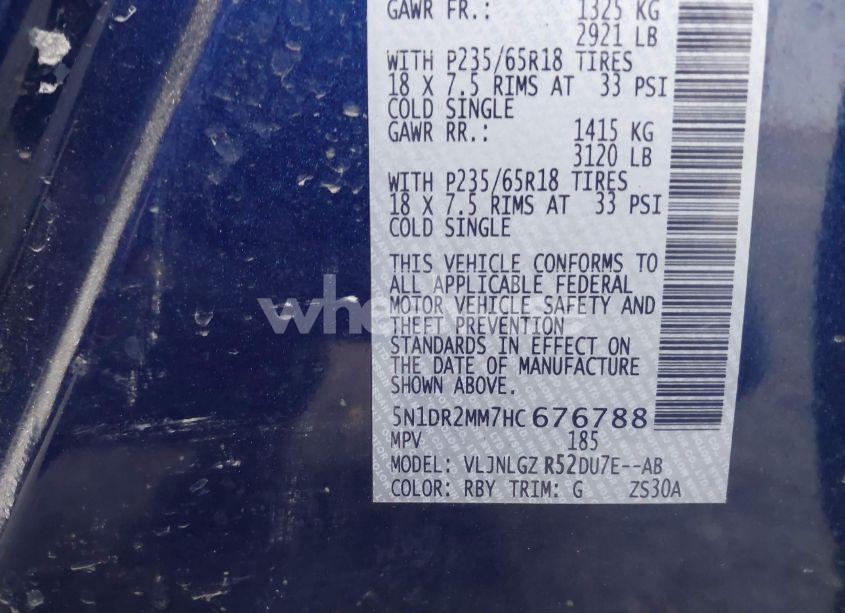 GAWR FR.: 1325 KG
2921 LB
WITH P235/65R18 TIRES
18 X 7.5 RIMS AT 33 PSI
COLD SINGLE
GAWR RR.: 1415 KG
3120 LB
WITH P235/65R18 TIRES
18 X 7.5 RIMS AT 33 PSI
COLD SINGLE
THIS VEHICLE CONFORMS TO
ALL APPLICABLE FEDERAL
MOTOR VEHICLE SAFETY AND
THEFT PREVENTION
STANDARDS IN EFFECT ON
THE DATE OF MANUFACTURE
SHOWN ABOVE.
5N1DR2MM7HC676788
MPV 185
MODEL: VLJNLGZ R52DU7E--AB
COLOR: RBY TRIM: G ZS30A